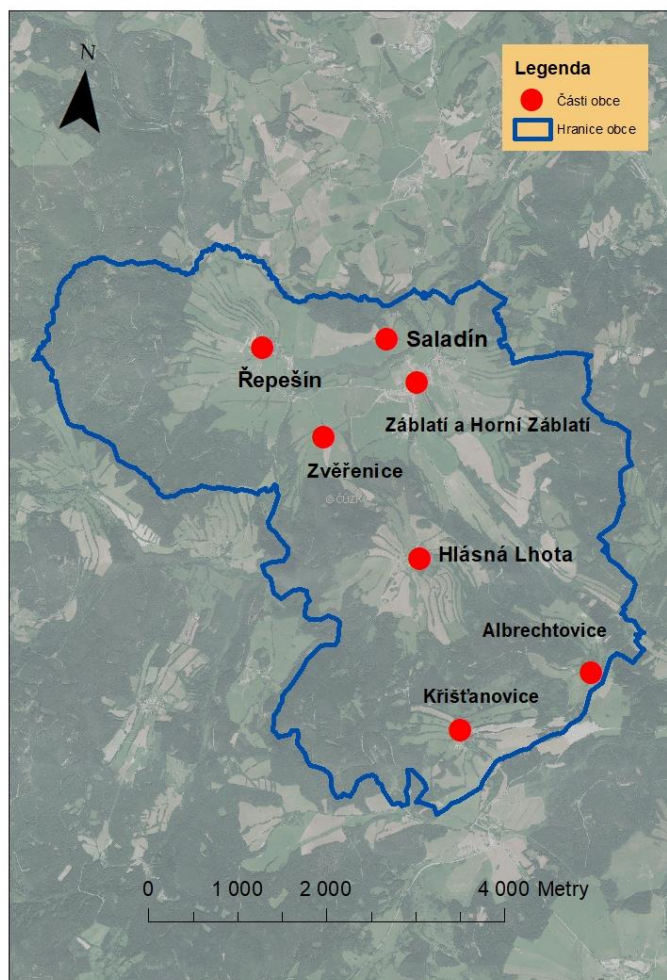 N
Legenda
Části obce
Hranice obce
Saladín
Řepešín
Záblatí a Horní Záblatí
Zvěřenice
© ČÚZK
Hlásná Lhota
Albrechtovice
Křišťanovice
0 1 000 2 000 4 000 Metry